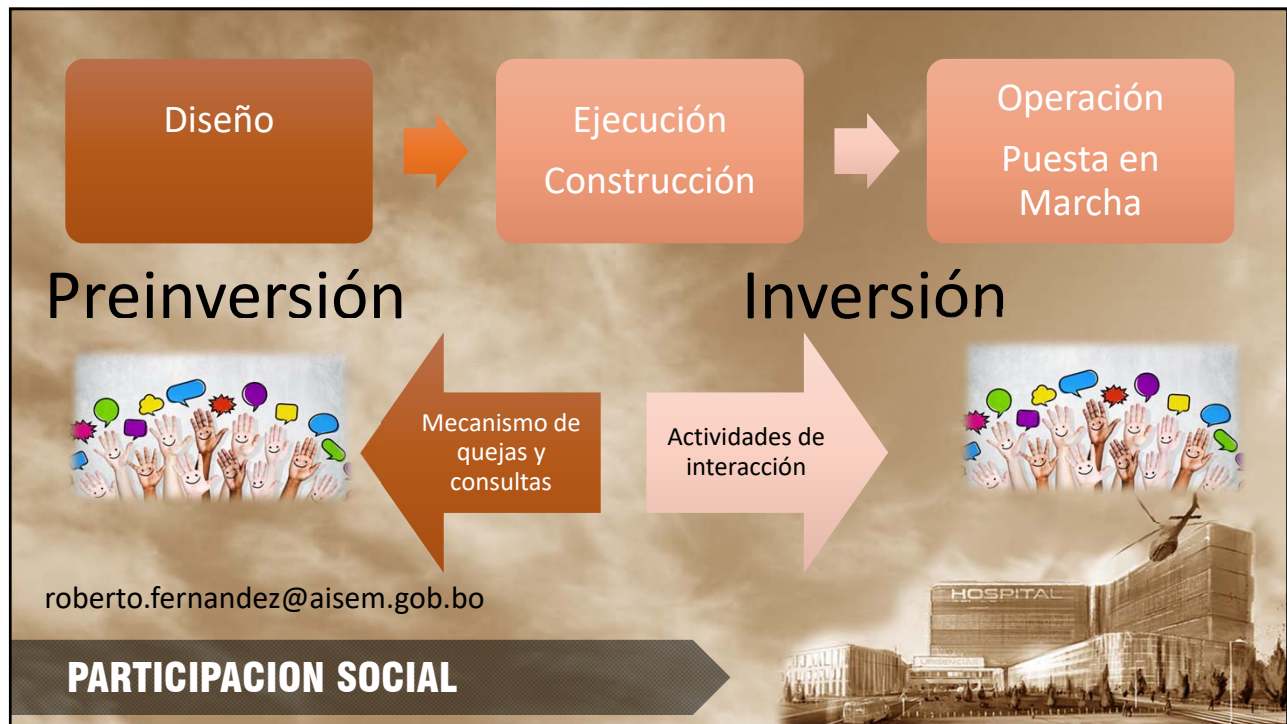 Diseño
Ejecución
Construcción
Operación
Puesta en
Marcha
Preinversión
Inversión
Mecanismo de
quejas y
consultas
Actividades de
interacción
roberto.fernandez@aisem.gob.bo
HOSPITAL
PARTICIPACION SOCIAL